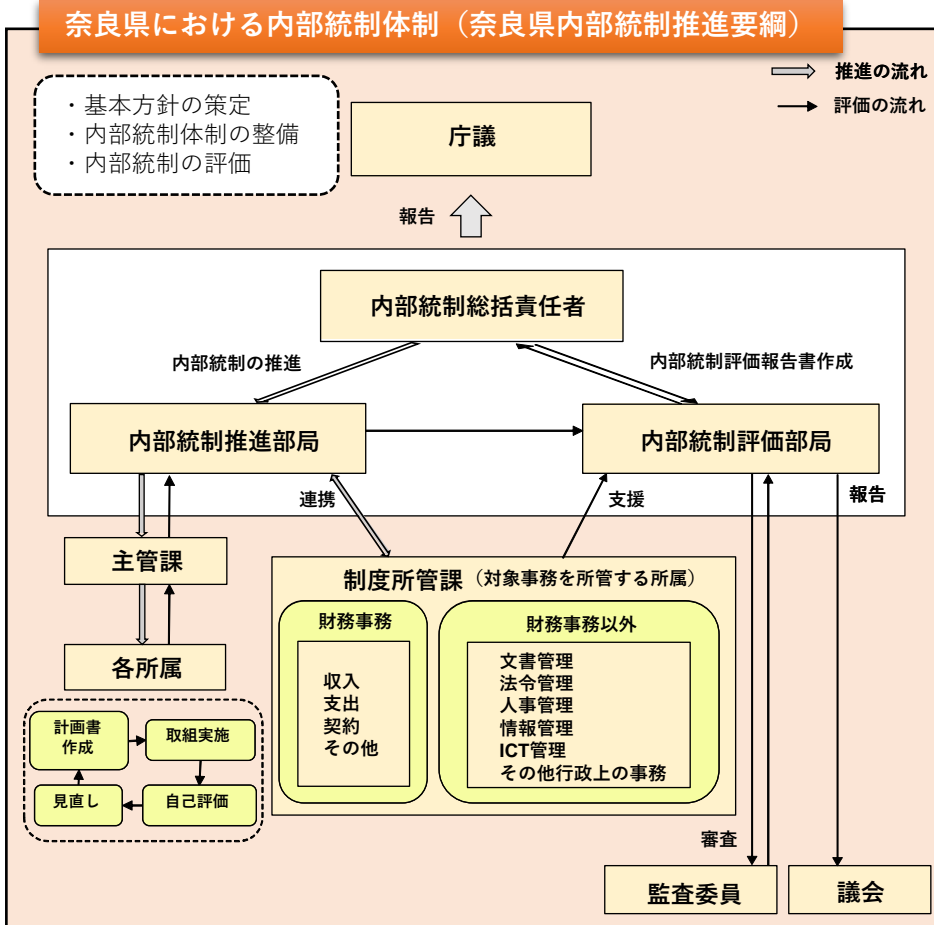 奈良県における内部統制体制（奈良県内部統制推進要綱）
推進の流れ
評価の流れ
・基本方針の策定
・内部統制体制の整備
・内部統制の評価
庁議
報告
内部統制総括責任者
内部統制の推進
内部統制評価報告書作成
内部統制推進部局
内部統制評価部局
連携
支援
報告
主管課
制度所管課（対象事務を所管する所属）
財務事務
収入
支出
契約
その他
財務事務以外
文書管理
法令管理
人事管理
情報管理
ICT管理
その他行政上の事務
各所属
計画書
作成
取組実施
見直し
自己評価
審査
監査委員
議会